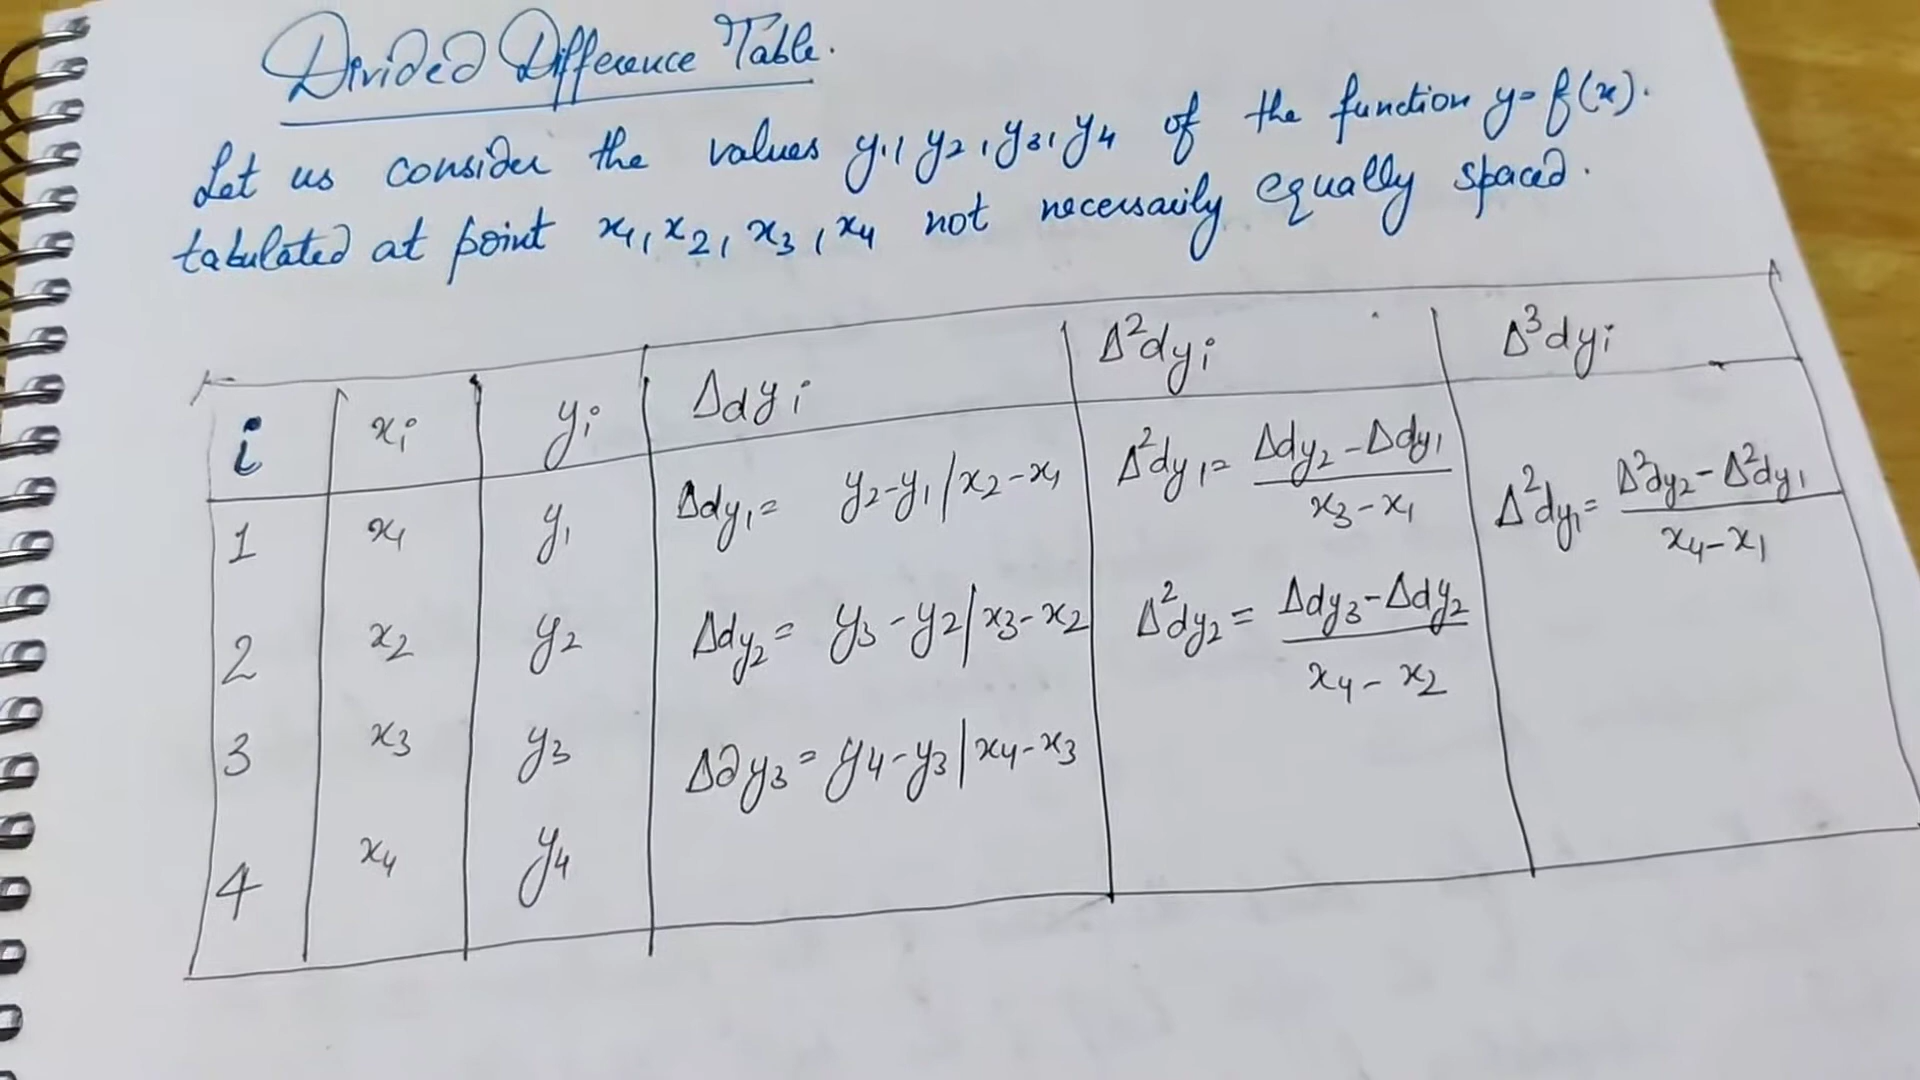 Divided Difference Table.
Let us consider the values y1, y2, y3, y4 of the function y=f(x).
tabulated at point x1, x2, x3, x4 not necessarily equally spaced.
i xi yi Δdyi Δ²dyi Δ³dyi
1 x1 y1 Δdy1= y2-y1/x2-x1 Δ²dy1= Δdy2-Δdy1/x3-x1 Δ²dy1= Δ²dy2-Δ²dy1/x4-x1
2 x2 y2 Δdy2= y3-y2/x3-x2 Δ²dy2= Δdy3-Δdy2/x4-x2
3 x3 y3 Δdy3= y4-y3/x4-x3
4 x4 y4